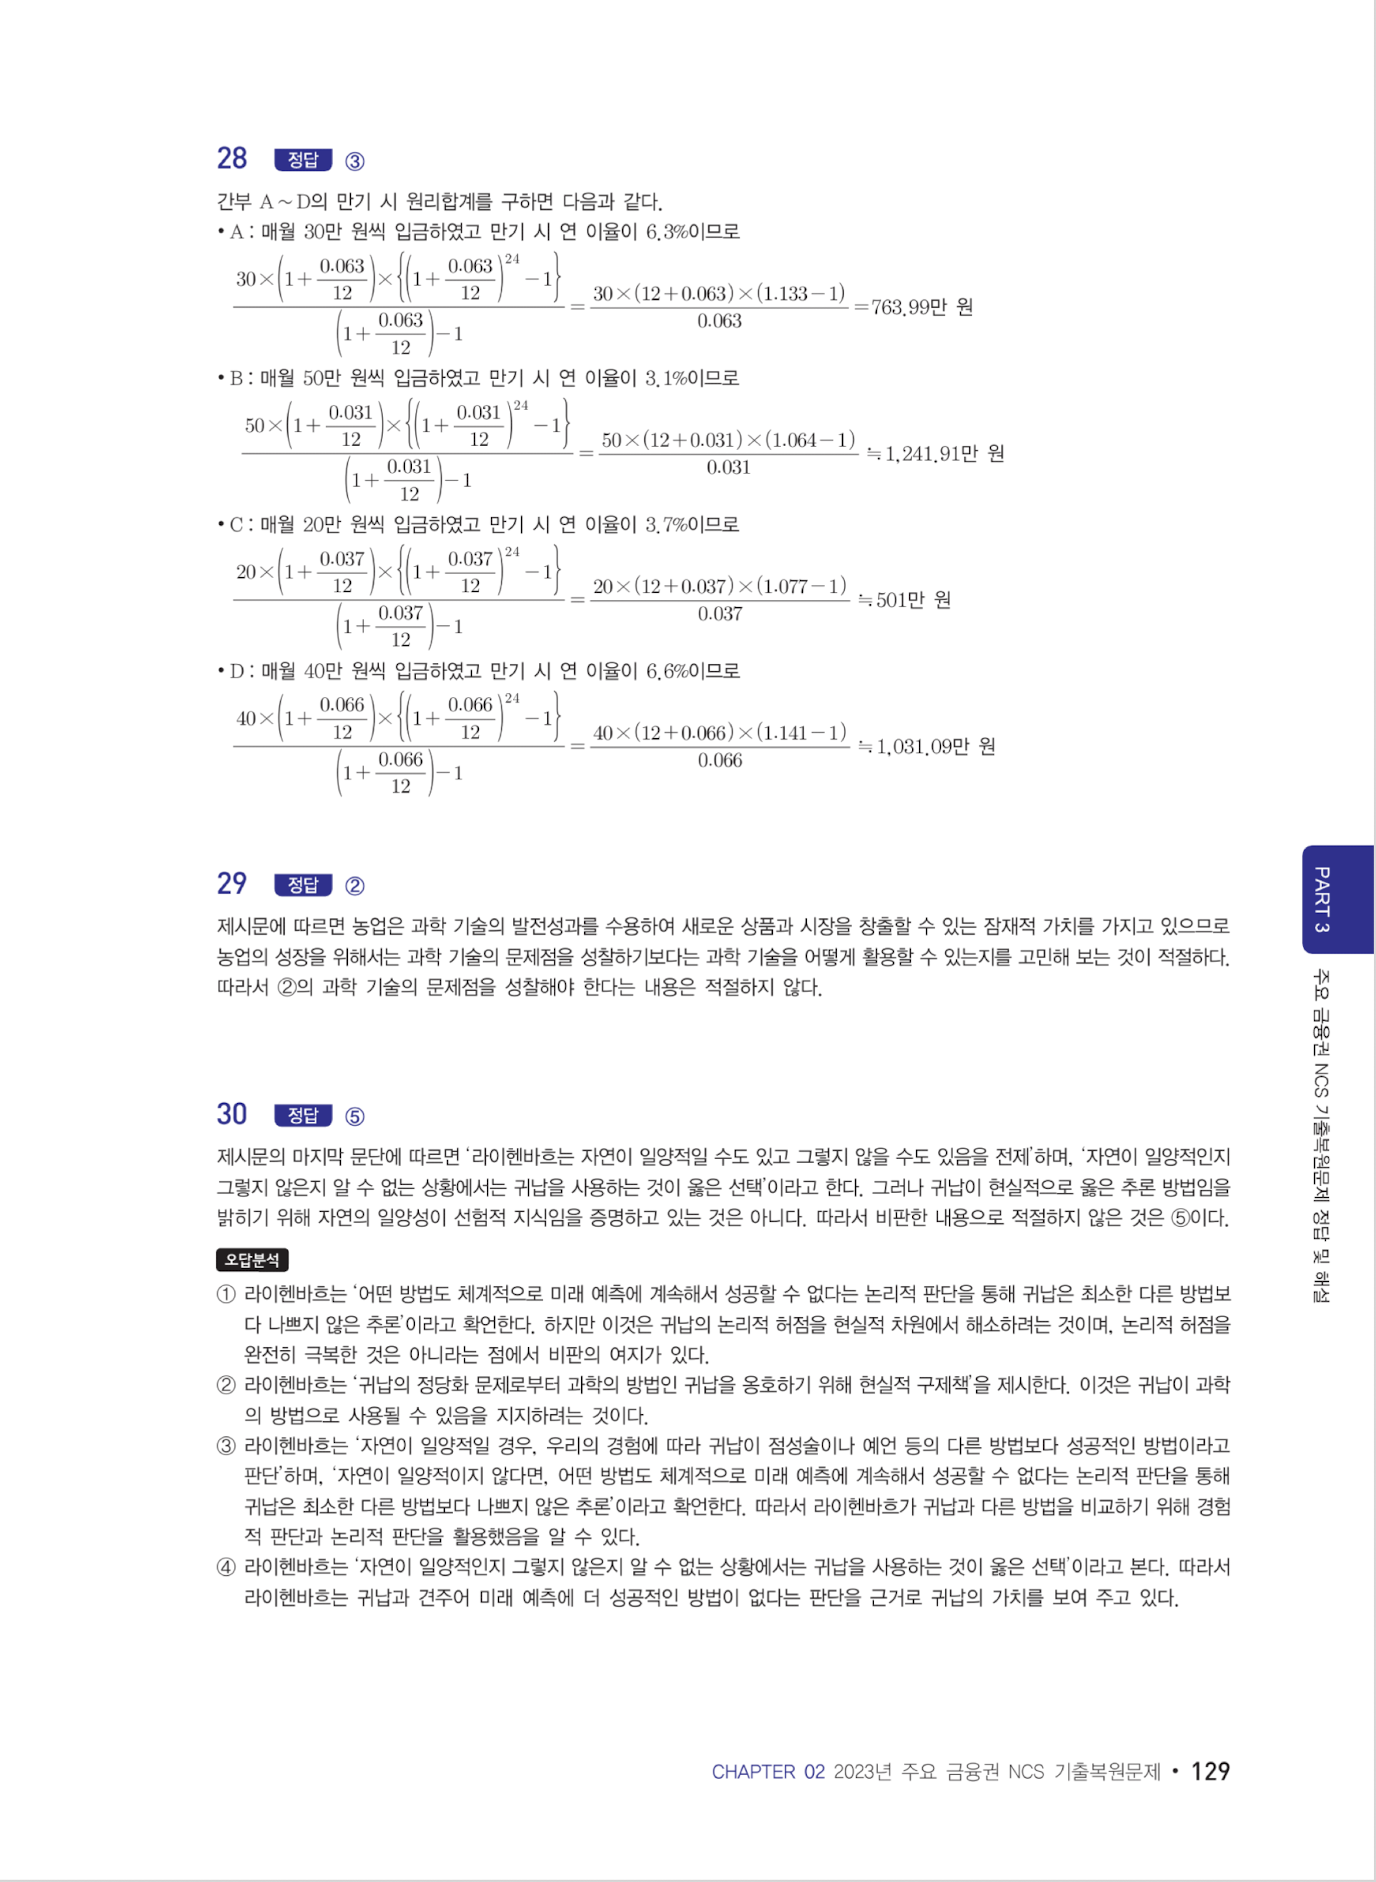 28 정답 ③
간부 A～D의 만기 시 원리합계를 구하면 다음과 같다.
• A : 매월 30만 원씩 입금하였고 만기 시 연 이율이 6.3%이므로
\frac{30×(1+\frac{0.063}{12})×{(1+\frac{0.063}{12})^{24}−1}}{(1+\frac{0.063}{12})−1} = \frac{30×(12+0.063)×(1.133−1)}{0.063} =763.99만 원
• B : 매월 50만 원씩 입금하였고 만기 시 연 이율이 3.1%이므로
\frac{50×(1+\frac{0.031}{12})×{(1+\frac{0.031}{12})^{24}−1}}{(1+\frac{0.031}{12})−1} = \frac{50×(12+0.031)×(1.064−1)}{0.031} ≒1,241.91만 원
• C : 매월 20만 원씩 입금하였고 만기 시 연 이율이 3.7%이므로
\frac{20×(1+\frac{0.037}{12})×{(1+\frac{0.037}{12})^{24}−1}}{(1+\frac{0.037}{12})−1} = \frac{20×(12+0.037)×(1.077−1)}{0.037} ≒501만 원
• D : 매월 40만 원씩 입금하였고 만기 시 연 이율이 6.6%이므로
\frac{40×(1+\frac{0.066}{12})×{(1+\frac{0.066}{12})^{24}−1}}{(1+\frac{0.066}{12})−1} = \frac{40×(12+0.066)×(1.141−1)}{0.066} ≒1,031.09만 원
29 정답 ②
제시문에 따르면 농업은 과학 기술의 발전성과를 수용하여 새로운 상품과 시장을 창출할 수 있는 잠재적 가치를 가지고 있으므로
농업의 성장을 위해서는 과학 기술의 문제점을 성찰하기보다는 과학 기술을 어떻게 활용할 수 있는지를 고민해 보는 것이 적절하다.
따라서 ②의 과학 기술의 문제점을 성찰해야 한다는 내용은 적절하지 않다.
30 정답 ⑤
제시문의 마지막 문단에 따르면 ‘라이헨바흐는 자연이 일양적일 수도 있고 그렇지 않을 수도 있음을 전제’하며, ‘자연이 일양적인지
그렇지 않은지 알 수 없는 상황에서는 귀납을 사용하는 것이 옳은 선택’이라고 한다. 그러나 귀납이 현실적으로 옳은 추론 방법임을
밝히기 위해 자연의 일양성이 선험적 지식임을 증명하고 있는 것은 아니다. 따라서 비판한 내용으로 적절하지 않은 것은 ⑤이다.
오답분석
① 라이헨바흐는 ‘어떤 방법도 체계적으로 미래 예측에 계속해서 성공할 수 없다는 논리적 판단을 통해 귀납은 최소한 다른 방법보
다 나쁘지 않은 추론’이라고 확언한다. 하지만 이것은 귀납의 논리적 허점을 현실적 차원에서 해소하려는 것이며, 논리적 허점을
완전히 극복한 것은 아니라는 점에서 비판의 여지가 있다.
② 라이헨바흐는 ‘귀납의 정당화 문제로부터 과학의 방법인 귀납을 옹호하기 위해 현실적 구제책’을 제시한다. 이것은 귀납이 과학
의 방법으로 사용될 수 있음을 지지하려는 것이다.
③ 라이헨바흐는 ‘자연이 일양적일 경우, 우리의 경험에 따라 귀납이 점성술이나 예언 등의 다른 방법보다 성공적인 방법이라고
판단’하며, ‘자연이 일양적이지 않다면, 어떤 방법도 체계적으로 미래 예측에 계속해서 성공할 수 없다는 논리적 판단을 통해
귀납은 최소한 다른 방법보다 나쁘지 않은 추론’이라고 확언한다. 따라서 라이헨바흐가 귀납과 다른 방법을 비교하기 위해 경험
적 판단과 논리적 판단을 활용했음을 알 수 있다.
④ 라이헨바흐는 ‘자연이 일양적인지 그렇지 않은지 알 수 없는 상황에서는 귀납을 사용하는 것이 옳은 선택’이라고 본다. 따라서
라이헨바흐는 귀납과 견주어 미래 예측에 더 성공적인 방법이 없다는 판단을 근거로 귀납의 가치를 보여 주고 있다.
PART 3
주요 금융권 NCS 기출복원문제 정답 및 해설
CHAPTER 02 2023년 주요 금융권 NCS 기출복원문제 • 129